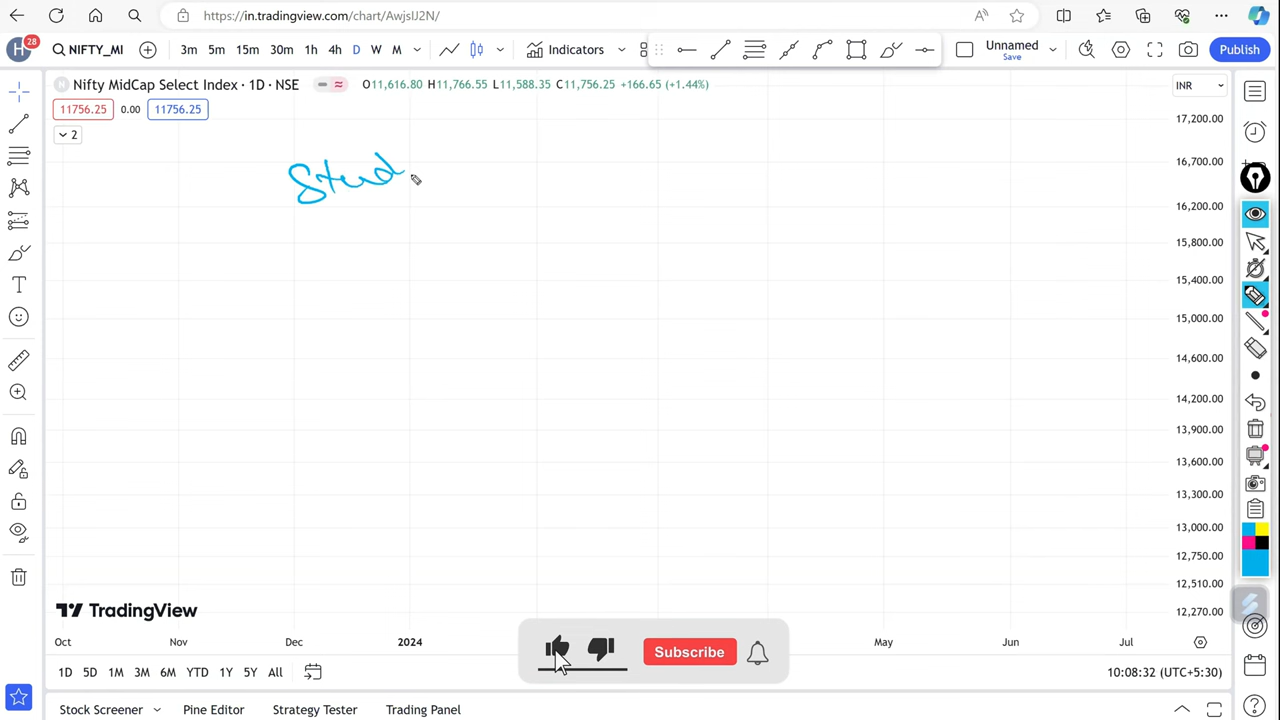 https://in.tradingview.com/chart/AwjsIJ2N/
H 28 NIFTY_MI 3m 5m 15m 30m 1h 4h D W M Indicators Unnamed Save Publish
N Nifty MidCap Select Index · 1D · NSE O11,616.80 H11,766.55 L11,588.35 C11,756.25 +166.65 (+1.44%) INR
11756.25 0.00 11756.25
2
Stud
17,200.00
16,700.00
16,200.00
15,800.00
15,400.00
15,000.00
14,600.00
14,200.00
13,900.00
13,600.00
13,300.00
13,000.00
12,750.00
12,510.00
12,270.00
TradingView
Oct Nov Dec 2024 May Jun Jul
Subscribe
1D 5D 1M 3M 6M YTD 1Y 5Y All 10:08:32 (UTC+5:30)
Stock Screener Pine Editor Strategy Tester Trading Panel